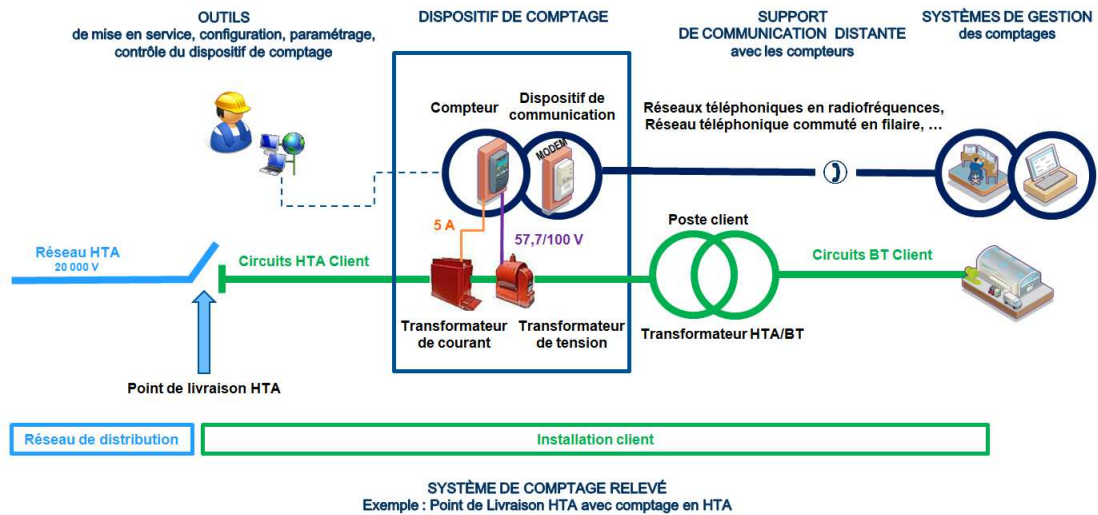 OUTILS
de mise en service, configuration, paramétrage,
contrôle du dispositif de comptage
DISPOSITIF DE COMPTAGE
SUPPORT
DE COMMUNICATION DISTANTE
avec les compteurs
SYSTÈMES DE GESTION
des comptages
Compteur
Dispositif de
communication
MODEM
Réseaux téléphoniques en radiofréquences,
Réseau téléphonique commuté en filaire, ...
5 A
57,7/100 V
Poste client
Réseau HTA
20 000 V
Circuits HTA Client
Circuits BT Client
Transformateur
de courant
Transformateur
de tension
Transformateur HTA/BT
Point de livraison HTA
Réseau de distribution
Installation client
SYSTÈME DE COMPTAGE RELEVÉ
Exemple : Point de Livraison HTA avec comptage en HTA